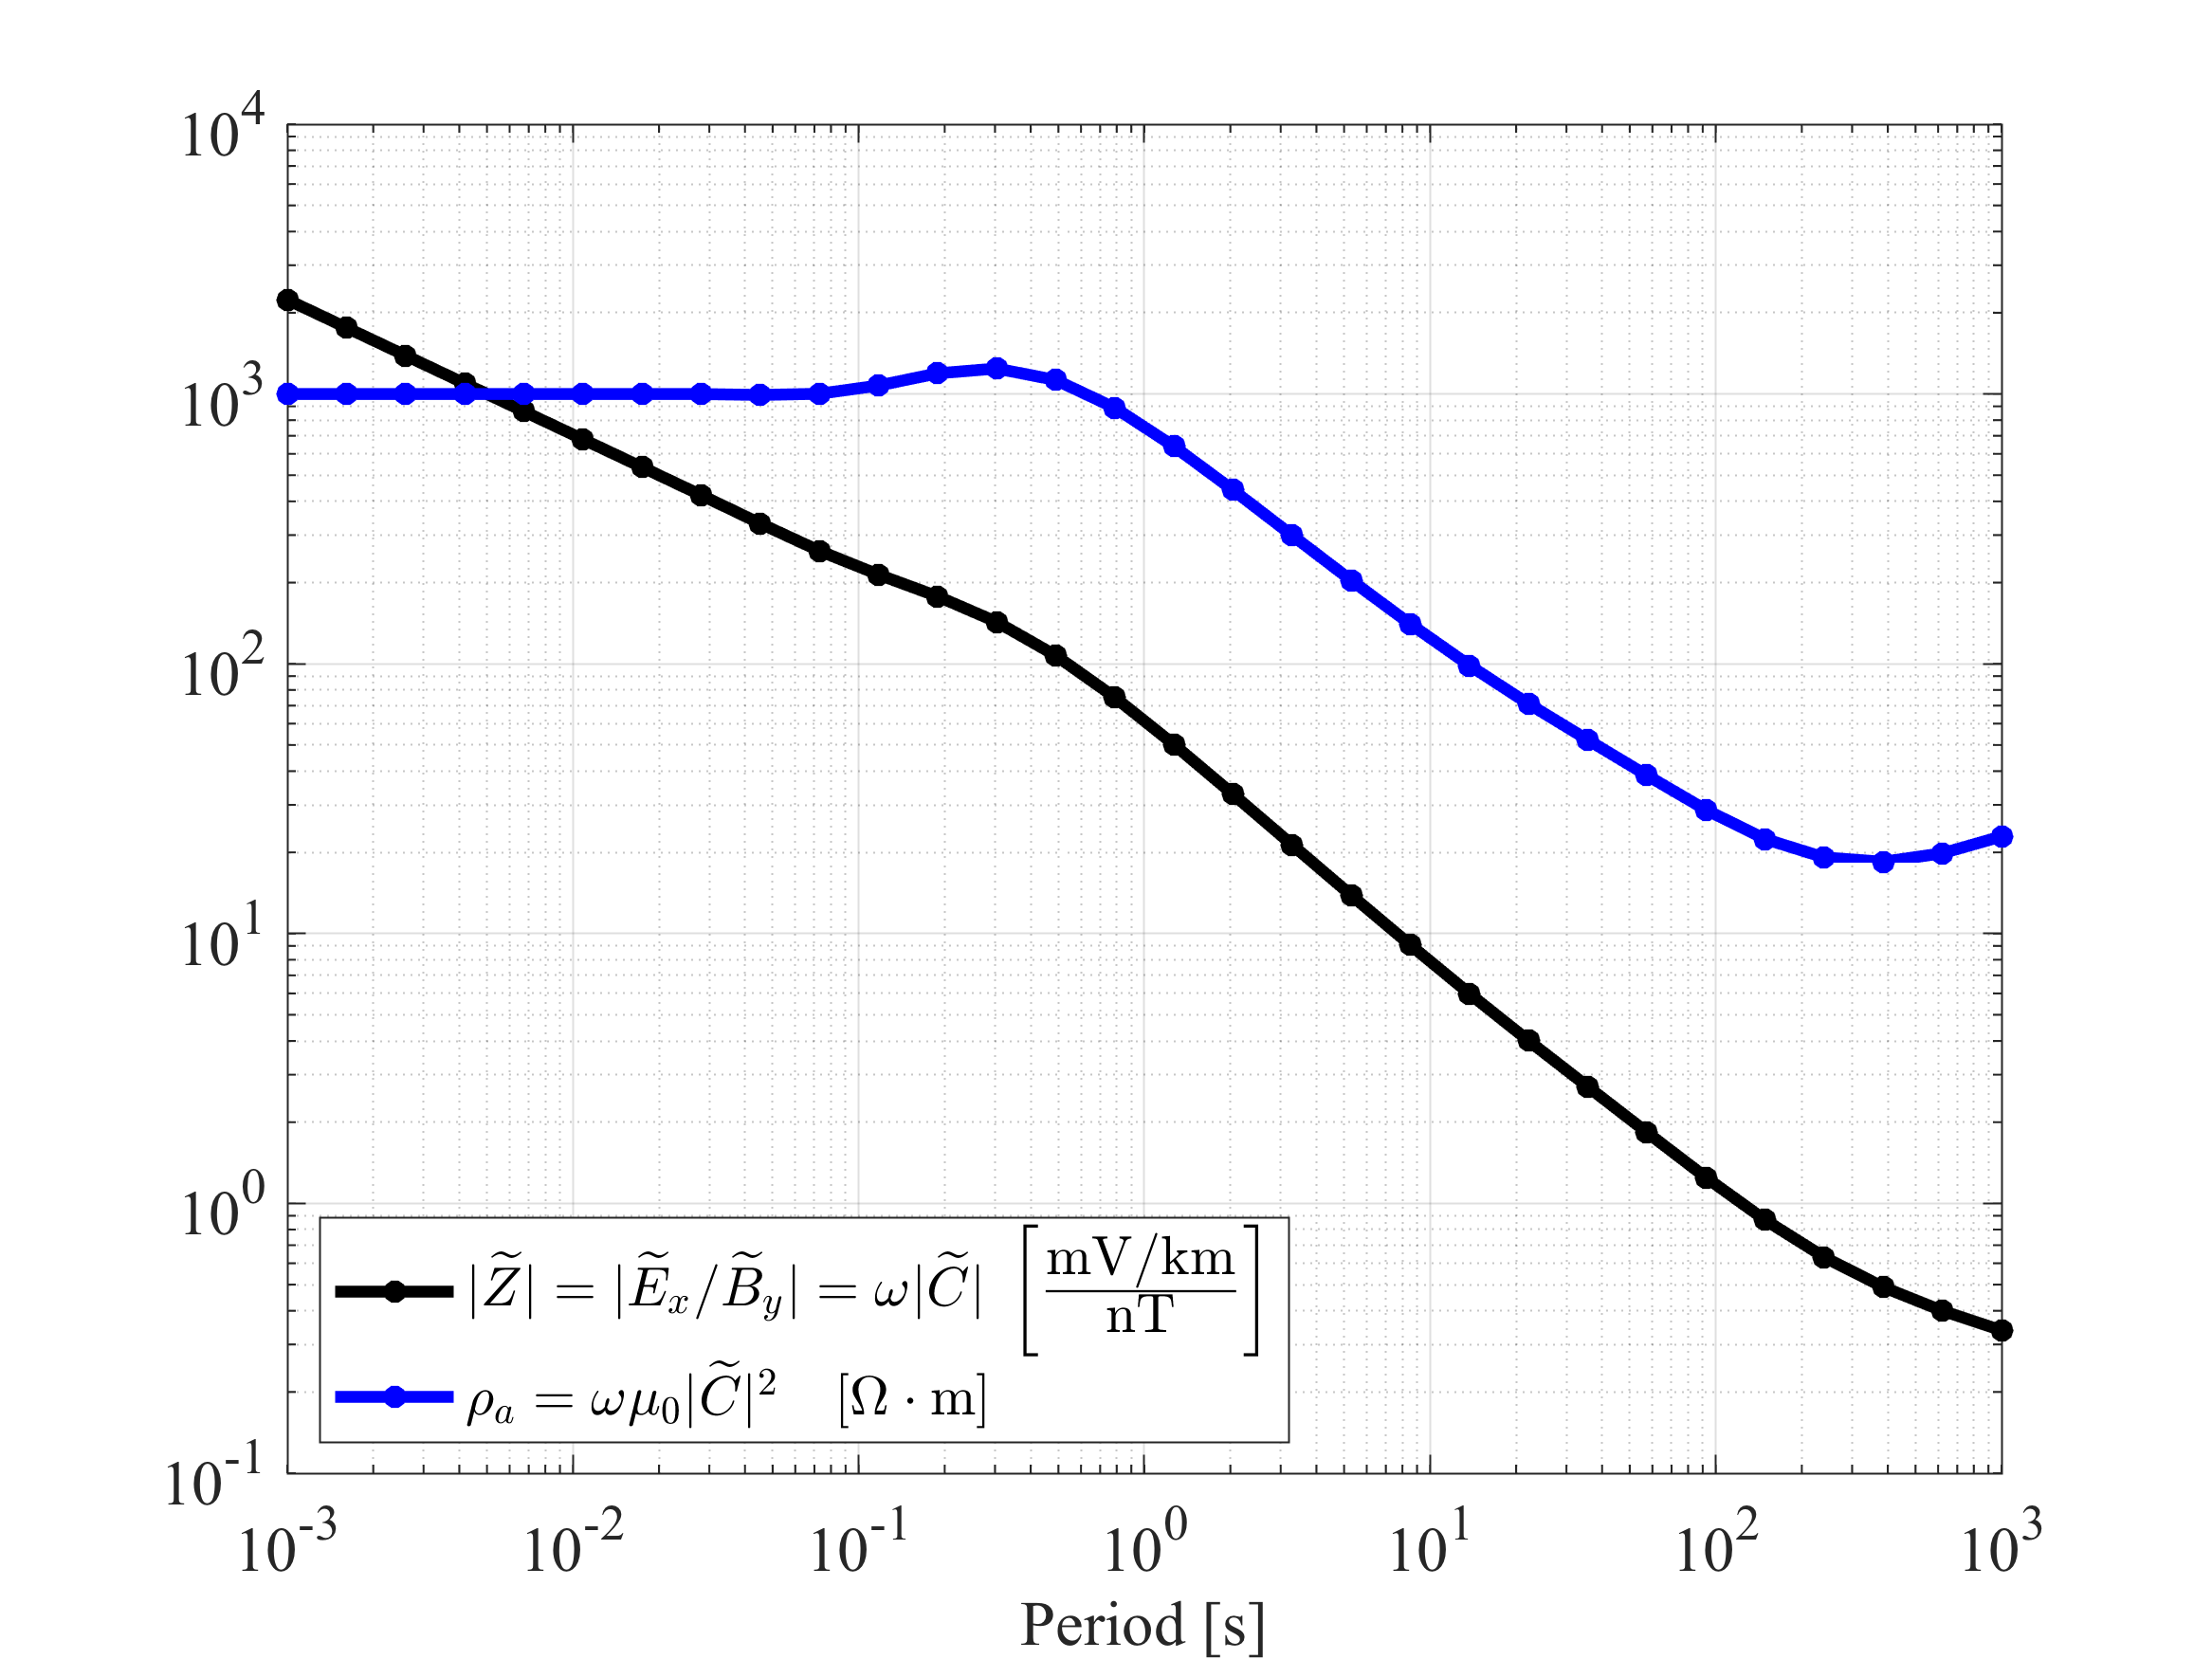 10^4
10^3
10^2
10^1
10^0
10^-1
|Z̃| = |Ẽ_x/B̃_y| = ω|C̃| [mV/km / nT]
ρ_a = ωμ_0|C̃|^2 [Ω · m]
10^-3 10^-2 10^-1 10^0 10^1 10^2 10^3
Period [s]